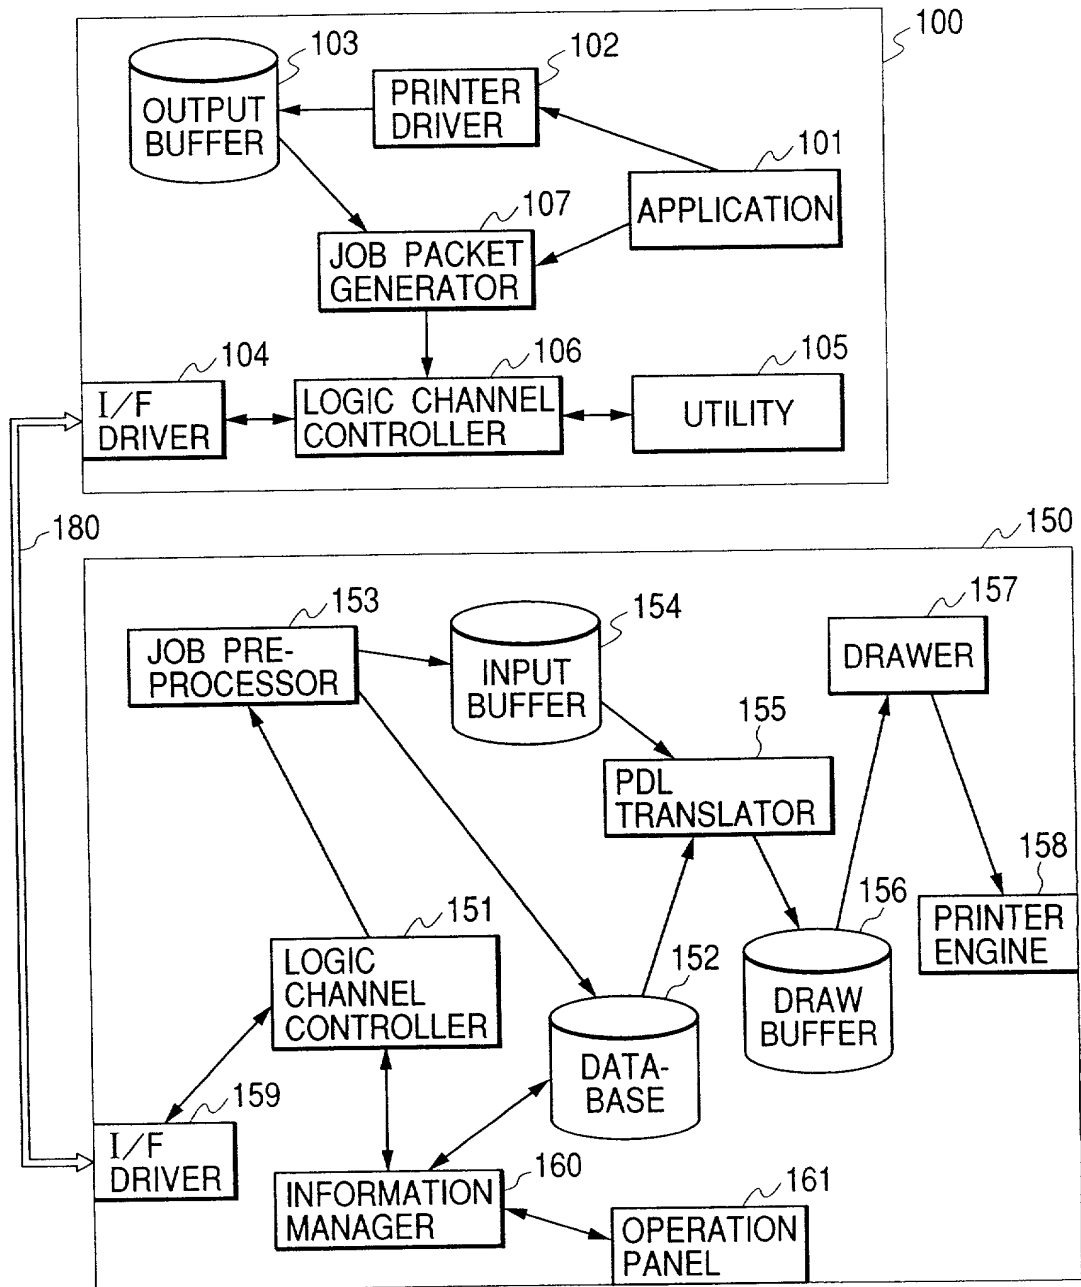 100
103
102
OUTPUT
BUFFER
PRINTER
DRIVER
101
APPLICATION
107
JOB PACKET
GENERATOR
104
106
105
I/F
DRIVER
LOGIC CHANNEL
CONTROLLER
UTILITY
180
150
153
154
157
JOB PRE-
PROCESSOR
INPUT
BUFFER
DRAWER
155
PDL
TRANSLATOR
158
PRINTER
ENGINE
151
156
LOGIC
CHANNEL
CONTROLLER
152
DRAW
BUFFER
DATA-
BASE
159
I/F
DRIVER
160
INFORMATION
MANAGER
161
OPERATION
PANEL